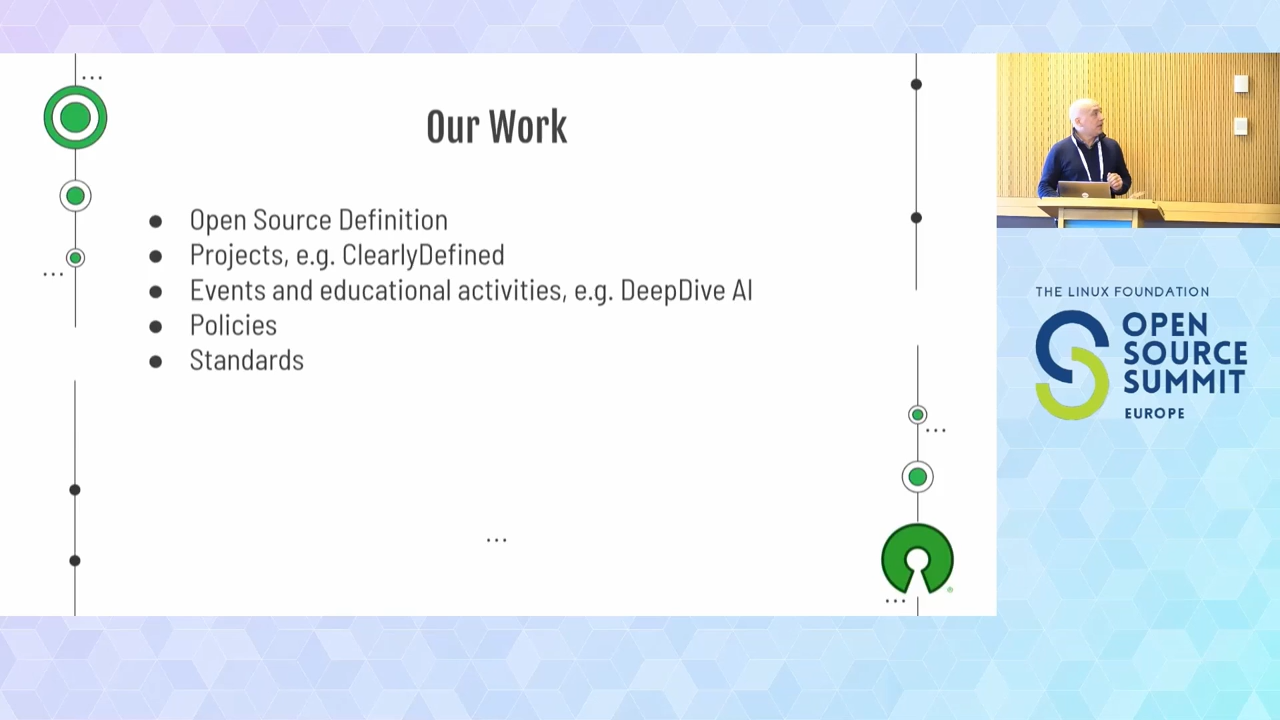 Our Work
● Open Source Definition
● Projects, e.g. ClearlyDefined
● Events and educational activities, e.g. DeepDive AI
● Policies
● Standards
...
THE LINUX FOUNDATION
OPEN
SOURCE
SUMMIT
EUROPE